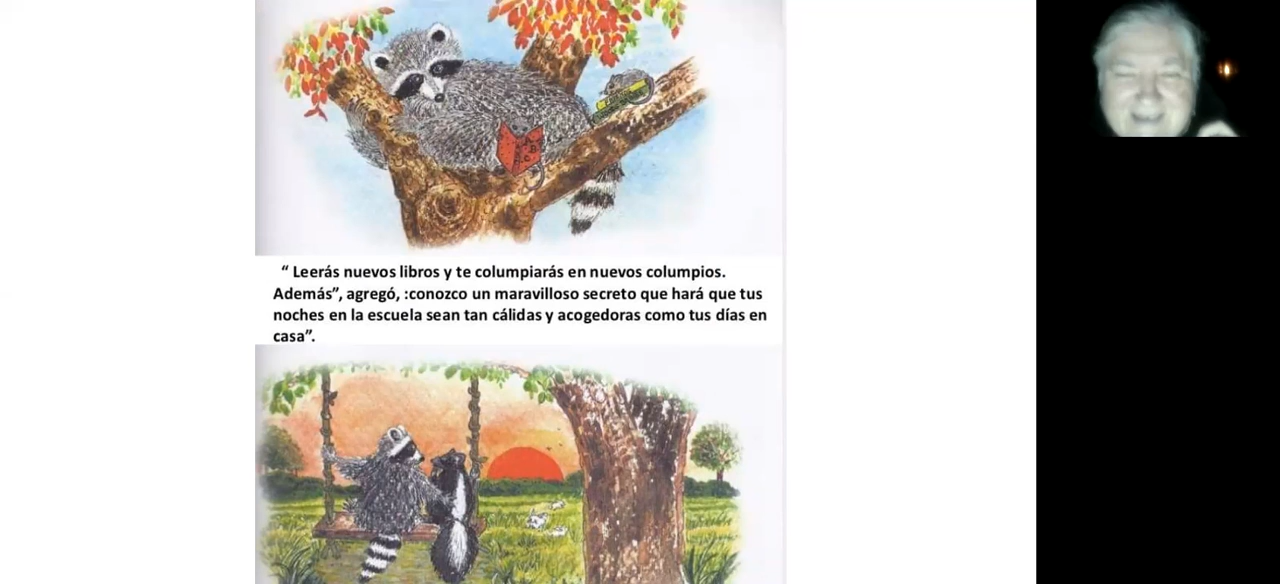 “ Leerás nuevos libros y te columpiarás en nuevos columpios.
Además”, agregó, :conozco un maravilloso secreto que hará que tus
noches en la escuela sean tan cálidas y acogedoras como tus días en
casa”.